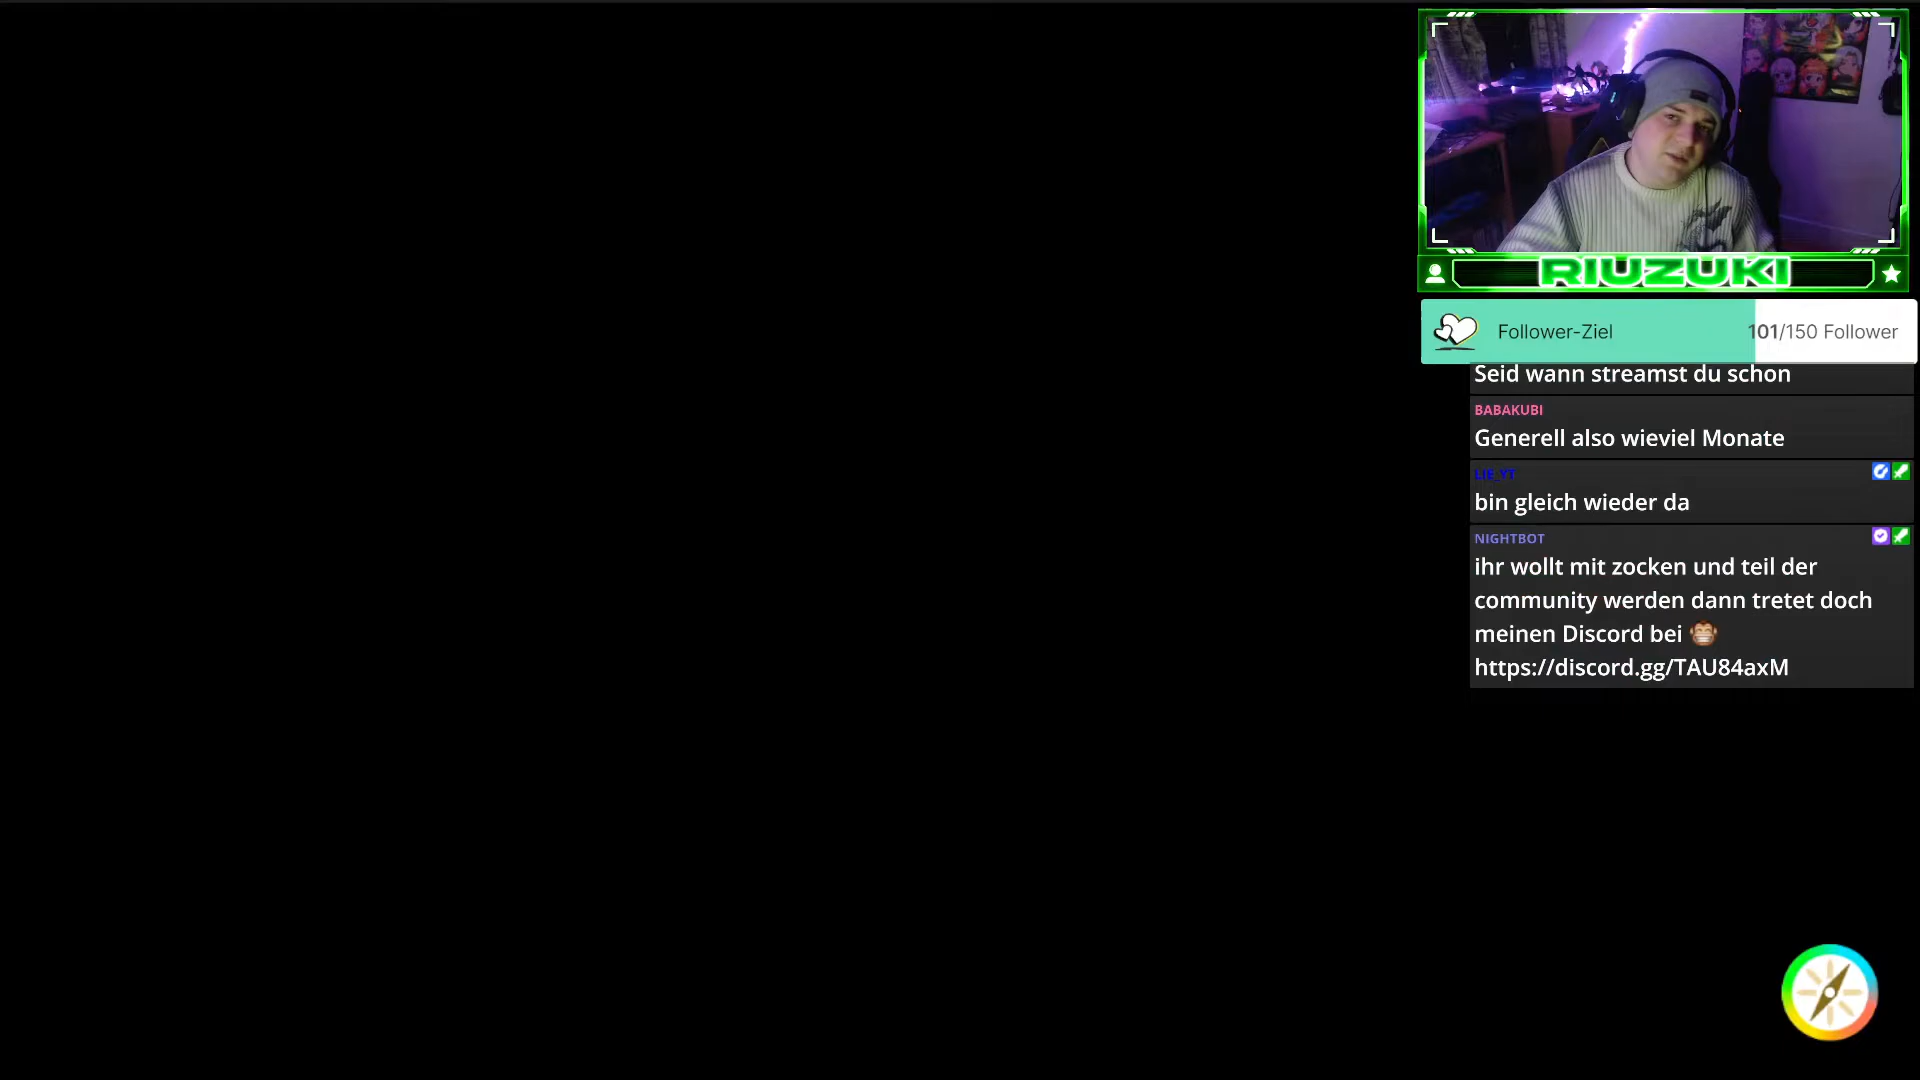 RIUZUKI
Follower-Ziel
101/150 Follower
Seid wann streamst du schon
BABAKUBI
Generell also wieviel Monate
LIE_YT
bin gleich wieder da
NIGHTBOT
ihr wollt mit zocken und teil der
community werden dann tretet doch
meinen Discord bei
https://discord.gg/TAU84axM